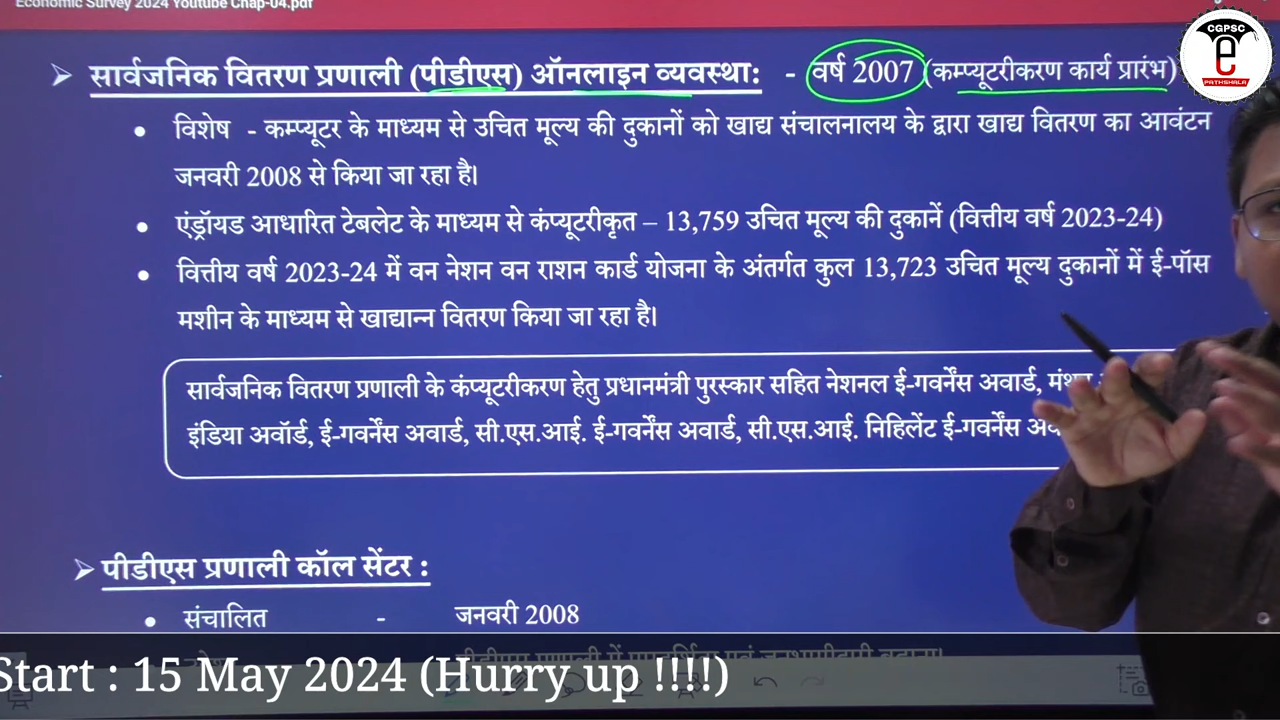 Economic Survey 2024 Youtube Chap-04.pdf
CGPSC
e
PATHSHALA
➢ सार्वजनिक वितरण प्रणाली (पीडीएस) ऑनलाइन व्यवस्था: - वर्ष 2007 (कम्प्यूटरीकरण कार्य प्रारंभ)
• विशेष - कम्प्यूटर के माध्यम से उचित मूल्य की दुकानों को खाद्य संचालनालय के द्वारा खाद्य वितरण का आवंटन
जनवरी 2008 से किया जा रहा है।
• एंड्रॉयड आधारित टेबलेट के माध्यम से कंप्यूटरीकृत – 13,759 उचित मूल्य की दुकानें (वित्तीय वर्ष 2023-24)
• वित्तीय वर्ष 2023-24 में वन नेशन वन राशन कार्ड योजना के अंतर्गत कुल 13,723 उचित मूल्य दुकानों में ई-पॉस
मशीन के माध्यम से खाद्यान्न वितरण किया जा रहा है।
सार्वजनिक वितरण प्रणाली के कंप्यूटरीकरण हेतु प्रधानमंत्री पुरस्कार सहित नेशनल ई-गवर्नेंस अवार्ड,
इंडिया अवॉर्ड, ई-गवर्नेंस अवार्ड, सी.एस.आई. ई-गवर्नेंस अवार्ड, सी.एस.आई. निहिलेंट ई-गवर्नेंस
➢ पीडीएस प्रणाली कॉल सेंटर :
• संचालित - जनवरी 2008
Start : 15 May 2024 (Hurry up !!!!)